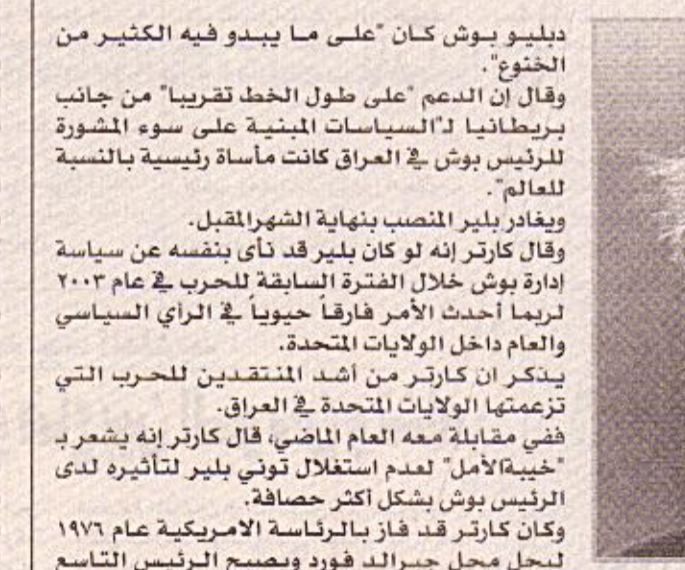 دبليو بوش كان "على ما يبدو فيه الكثير من
الخنوع".
وقال إن الدعم "على طول الخط تقريبا" من جانب
بريطانيا لـ"السياسات المبنية على سوء المشورة
للرئيس بوش في العراق كانت مأساة رئيسية بالنسبة
للعالم".
ويغادر بلير المنصب بنهاية الشهرالمقبل.
وقال كارتر إنه لو كان بلير قد نأى بنفسه عن سياسة
إدارة بوش خلال الفترة السابقة للحرب في عام ٢٠٠٣
لربما أحدث الأمر فارقاً حيوياً في الرأي السياسي
والعام داخل الولايات المتحدة.
يذكر ان كارتر من أشد المنتقدين للحرب التي
تزعمتها الولايات المتحدة في العراق.
ففي مقابلة معه العام الماضي، قال كارتر إنه يشعر بـ
"خيبةالأمل" لعدم استغلال توني بلير لتأثيره لدى
الرئيس بوش بشكل أكثر حصافة.
وكان كارتر قد فاز بالرئاسة الامريكية عام ١٩٧٦
ليحل محل جيرالد فورد ويصبح الرئيس التاسع